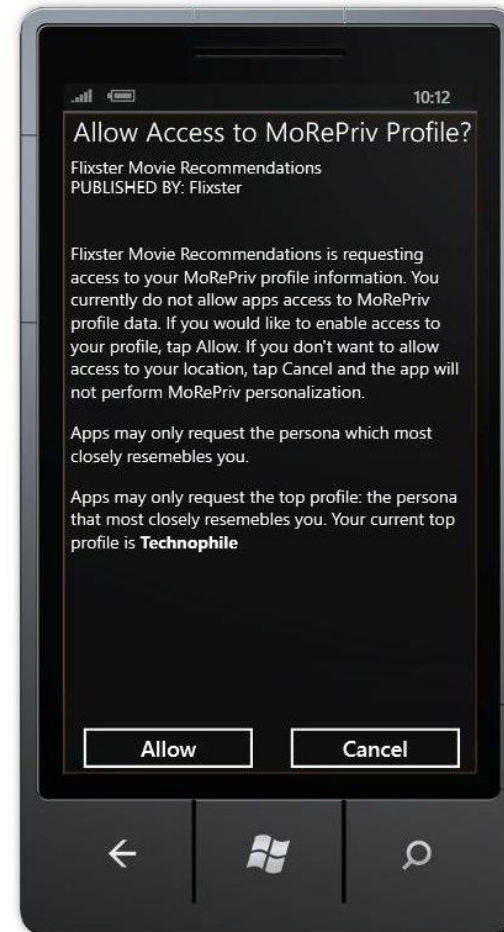 10:12
Allow Access to MoRePriv Profile?
Flixster Movie Recommendations
PUBLISHED BY: Flixster
Flixster Movie Recommendations is requesting
access to your MoRePriv profile information. You
currently do not allow apps access to MoRePriv
profile data. If you would like to enable access to
your profile, tap Allow. If you don't want to allow
access to your location, tap Cancel and the app will
not perform MoRePriv personalization.
Apps may only request the persona which most
closely resemebles you.
Apps may only request the top profile: the persona
that most closely resemebles you. Your current top
profile is Technophile
Allow Cancel